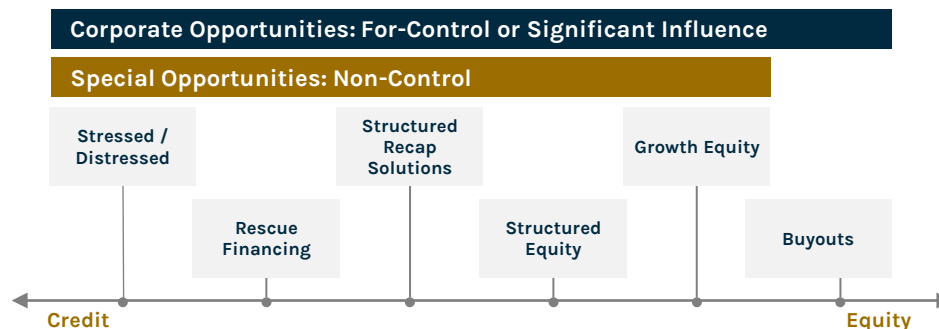 Corporate Opportunities: For-Control or Significant Influence
Special Opportunities: Non-Control
Stressed /
Distressed
Structured
Recap
Solutions
Growth Equity
Rescue
Financing
Structured
Equity
Buyouts
Credit
Equity